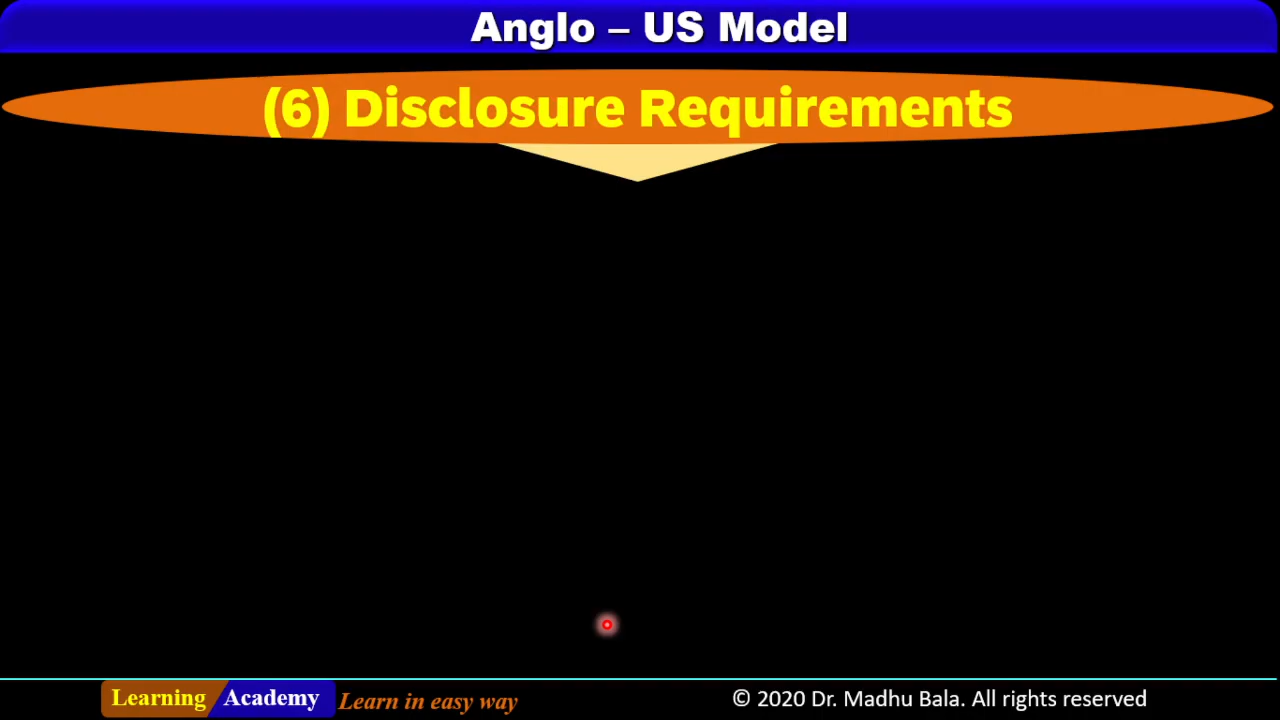 Anglo – US Model
(6) Disclosure Requirements
Learning Academy Learn in easy way
© 2020 Dr. Madhu Bala. All rights reserved